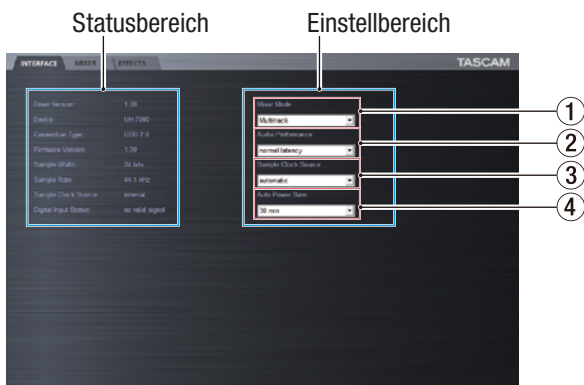 Statusbereich Einstellbereich
INTERFACE MIXER EFFECTS TASCAM
Driver Version: 1.00
Device: UH-7000
Connection Type: USB 2.0
Firmware Version: 1.00
Sample Width: 24 bits
Sample Rate: 44.1 kHz
Sample Clock Source: internal
Digital Input Status: no valid signal
Mixer Mode
Multitrack
1
Audio Performance
normal latency
2
Sample Clock Source
automatic
3
Auto Power Save
30 min
4